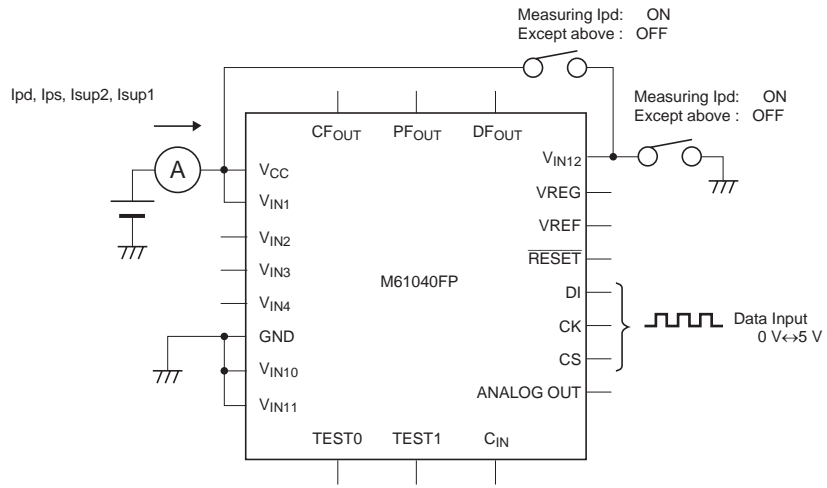 Measuring Ipd: ON
Except above : OFF
Measuring Ipd: ON
Except above : OFF
Ipd, Ips, Isup2, Isup1
A
CFOUT PFOUT DFOUT
VCC
VIN1
VIN2
VIN3
VIN4
GND
VIN10
VIN11
M61040FP
VIN12
VREG
VREF
RESET
DI
CK
CS
ANALOG OUT
Data Input
0 V↔5 V
TEST0 TEST1 CIN